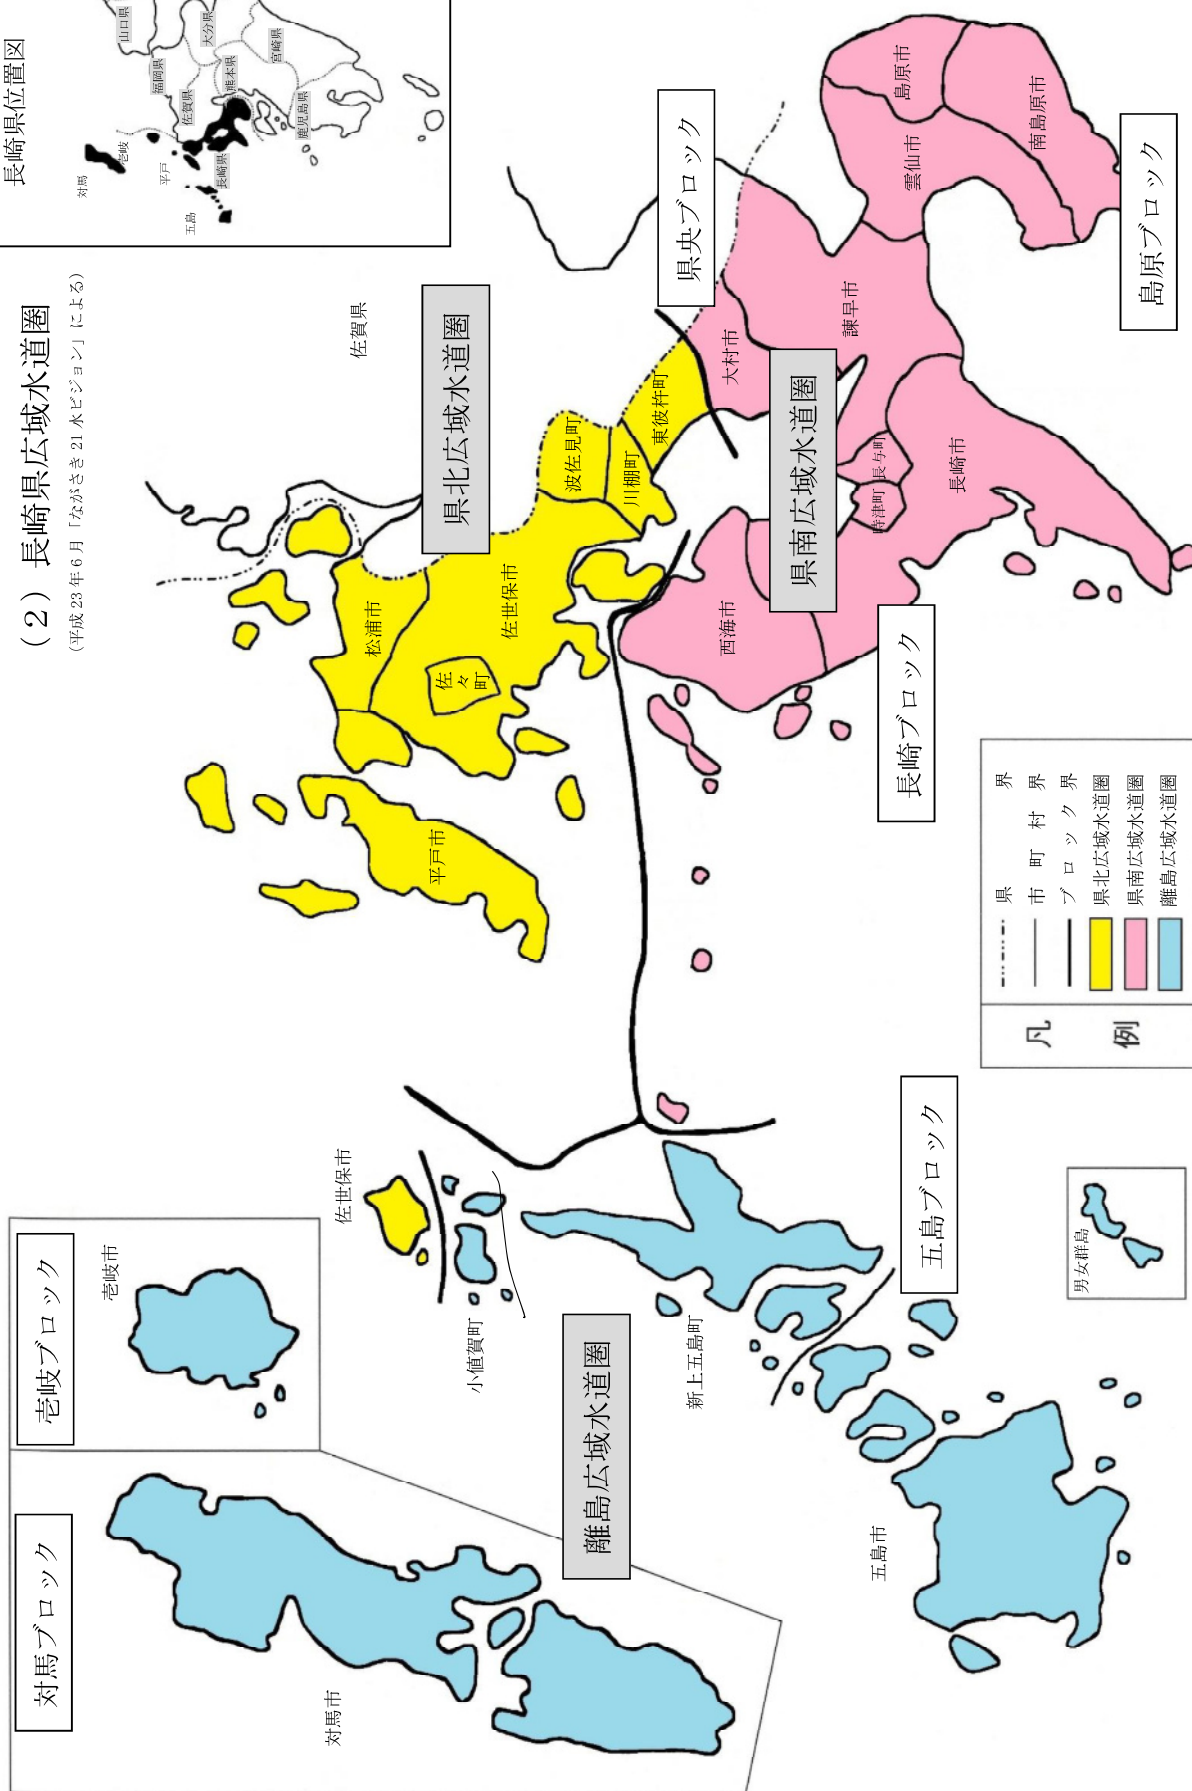 (2) 長崎県広域水道圏
(平成 23 年 6 月「ながさき 21 水ビジョン」による)
長崎県位置図
対馬
壱岐
平戸
五島
長崎県
佐賀県
福岡県
山口県
大分県
熊本県
宮崎県
鹿児島県
対馬ブロック
対馬市
壱岐ブロック
壱岐市
佐世保市
小値賀町
離島広域水道圏
新上五島町
五島市
五島ブロック
男女群島
平戸市
松浦市
佐々町
佐世保市
県北広域水道圏
佐賀県
波佐見町
川棚町
東彼杵町
県央ブロック
大村市
諫早市
県南広域水道圏
西海市
時津町
長与町
長崎市
長崎ブロック
雲仙市
島原市
南島原市
島原ブロック
凡例
県界
市町村界
ブロック界
県北広域水道圏
県南広域水道圏
離島広域水道圏